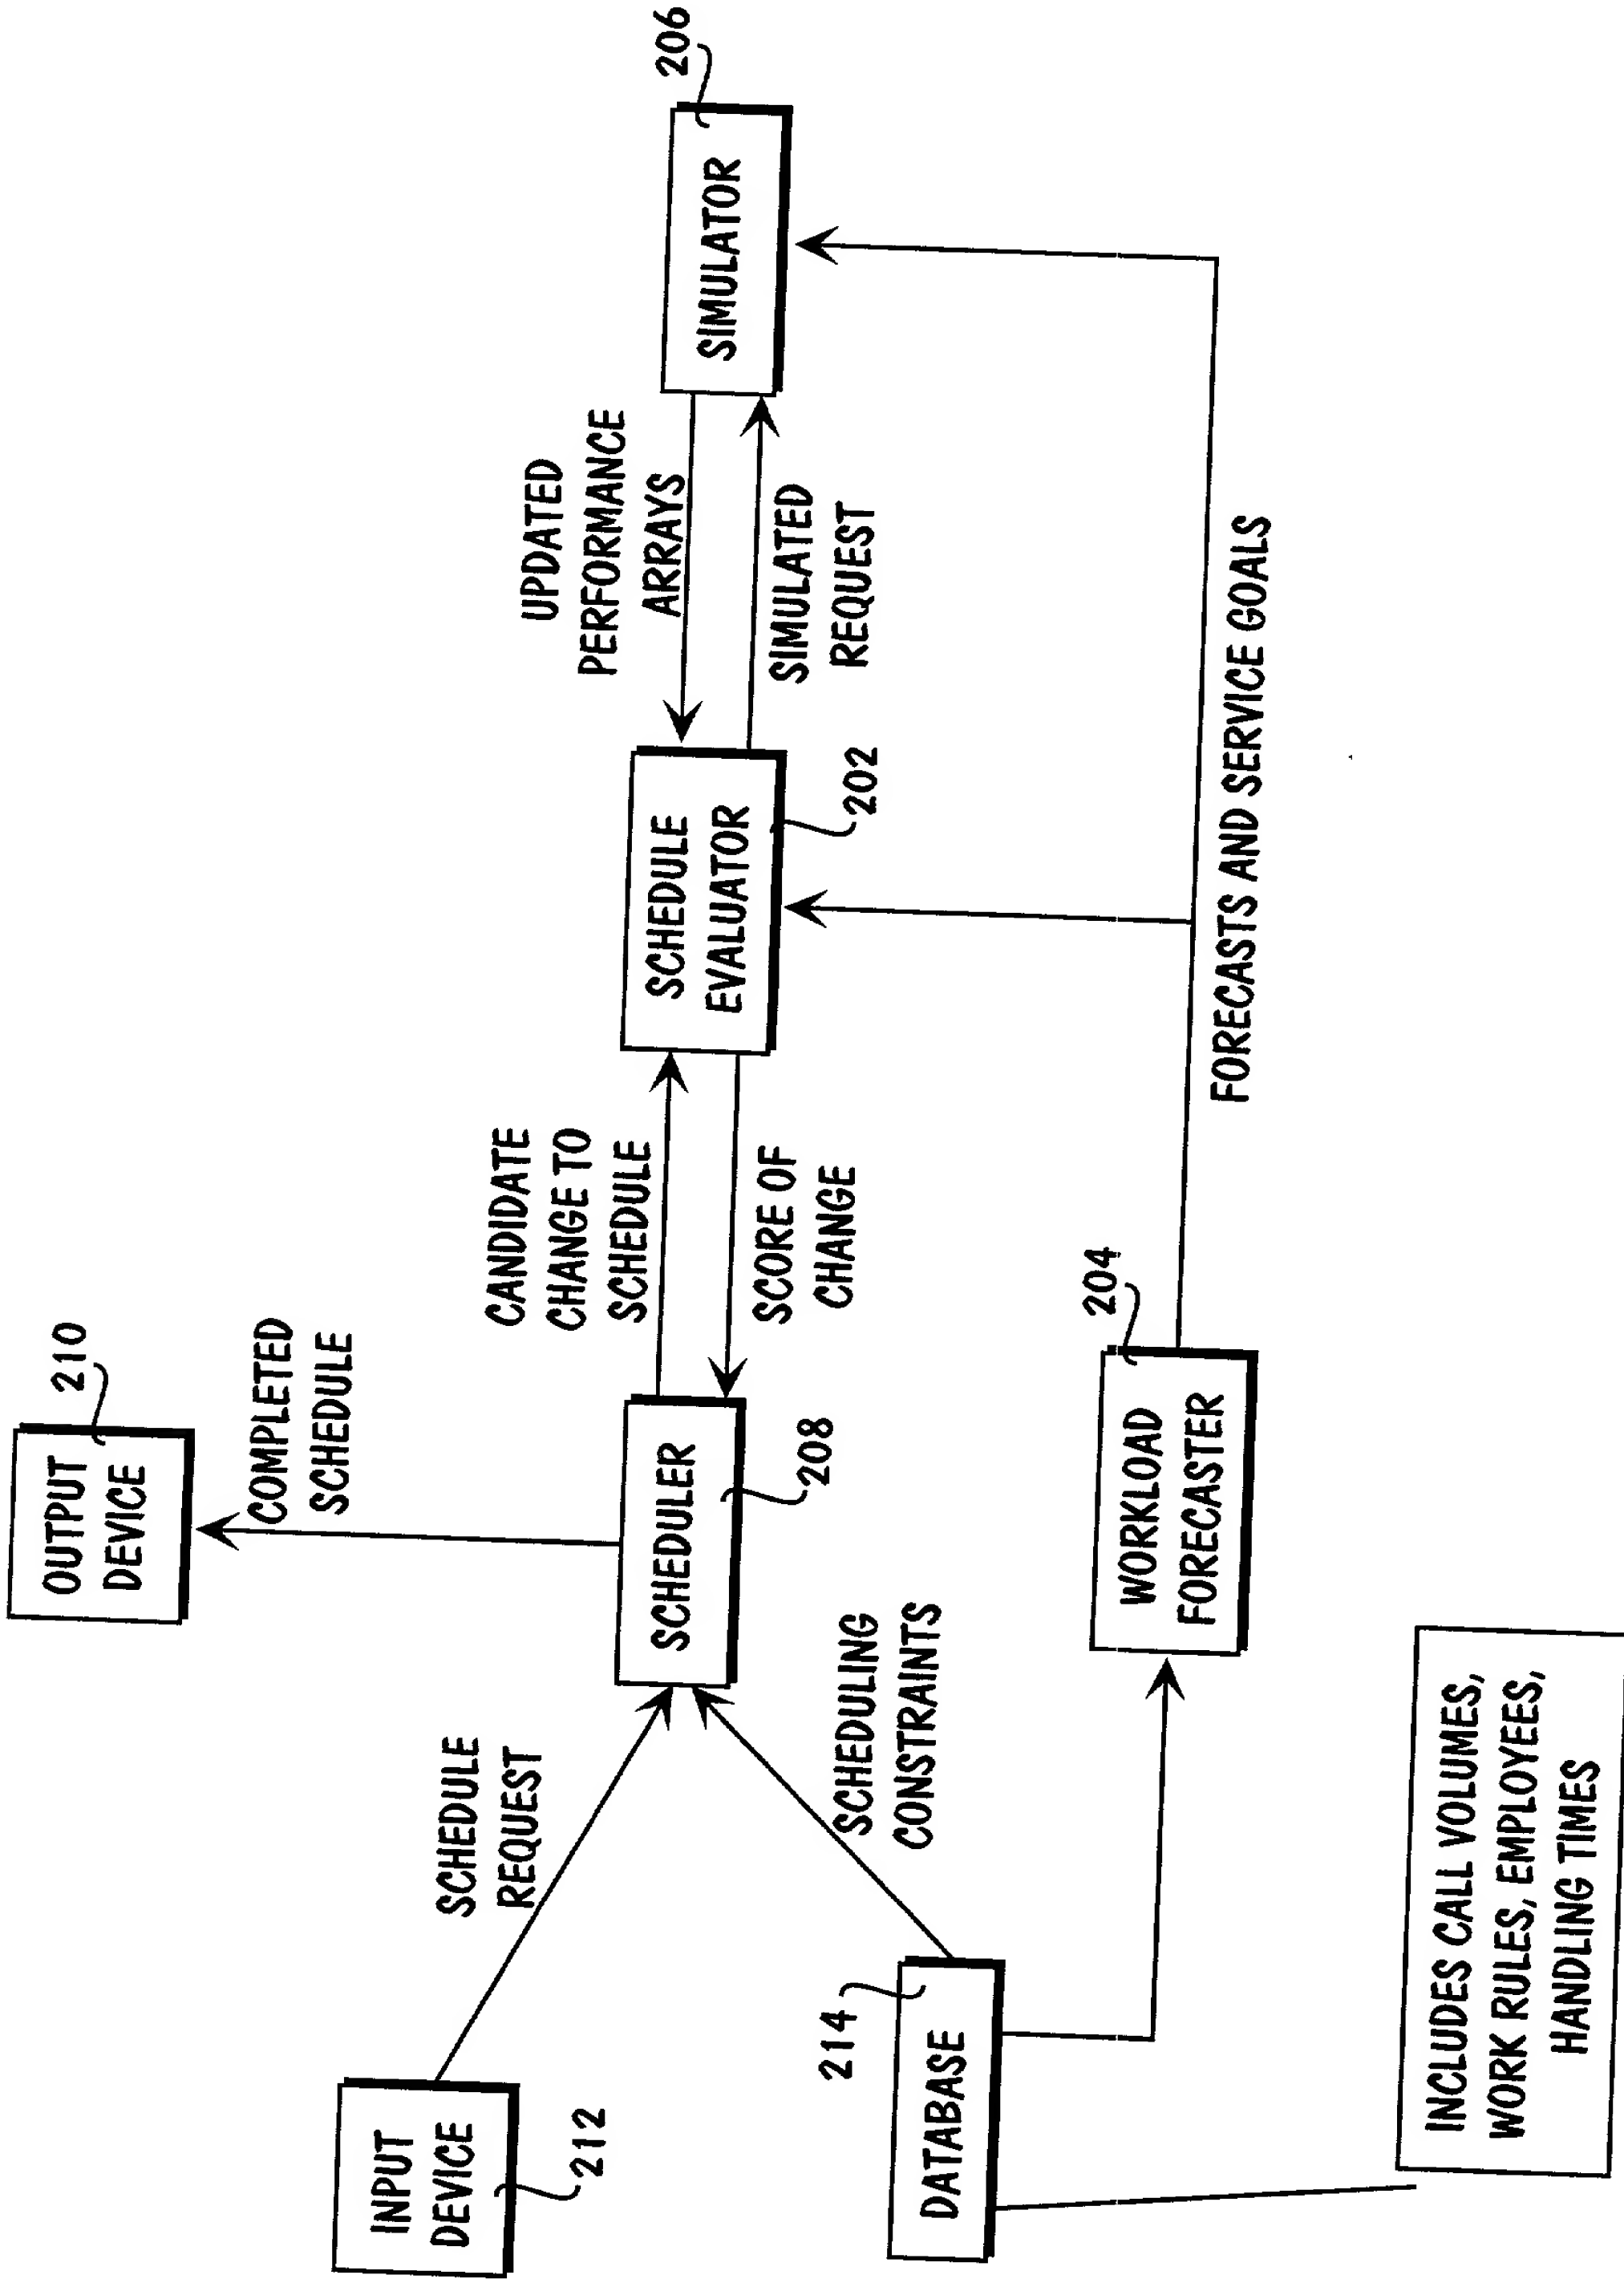 OUTPUT
DEVICE
210
COMPLETED
SCHEDULE
INPUT
DEVICE
212
SCHEDULE
REQUEST
SCHEDULER
208
CANDIDATE
CHANGE TO
SCHEDULE
SCORE OF
CHANGE
SCHEDULE
EVALUATOR
202
UPDATED
PERFORMANCE
ARRAYS
SIMULATED
REQUEST
SIMULATOR
206
214
DATABASE
SCHEDULING
CONSTRAINTS
204
WORKLOAD
FORECASTER
FORECASTS AND SERVICE GOALS
INCLUDES CALL VOLUMES,
WORK RULES, EMPLOYEES,
HANDLING TIMES